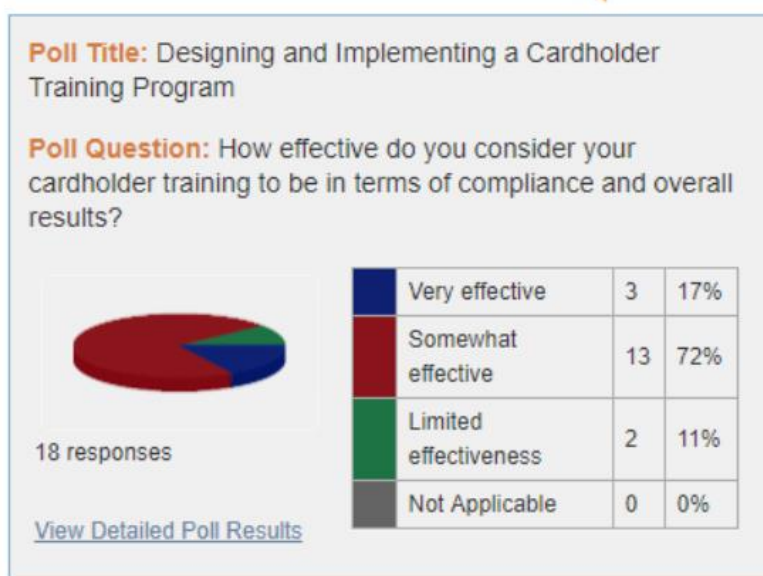 Poll Title: Designing and Implementing a Cardholder
Training Program
Poll Question: How effective do you consider your
cardholder training to be in terms of compliance and overall
results?
Very effective 3 17%
Somewhat
effective 13 72%
Limited
effectiveness 2 11%
Not Applicable 0 0%
18 responses
View Detailed Poll Results